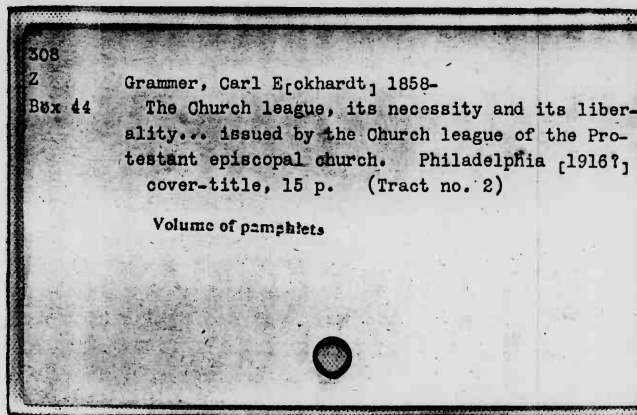 308
Z
Grammer, Carl E[ckhardt] 1858-
Box 44
The Church league, its necessity and its liber-
ality... issued by the Church league of the Pro-
testant episcopal church. Philadelphia [1916?]
cover-title, 15 p. (Tract no. 2)
Volume of pamphlets